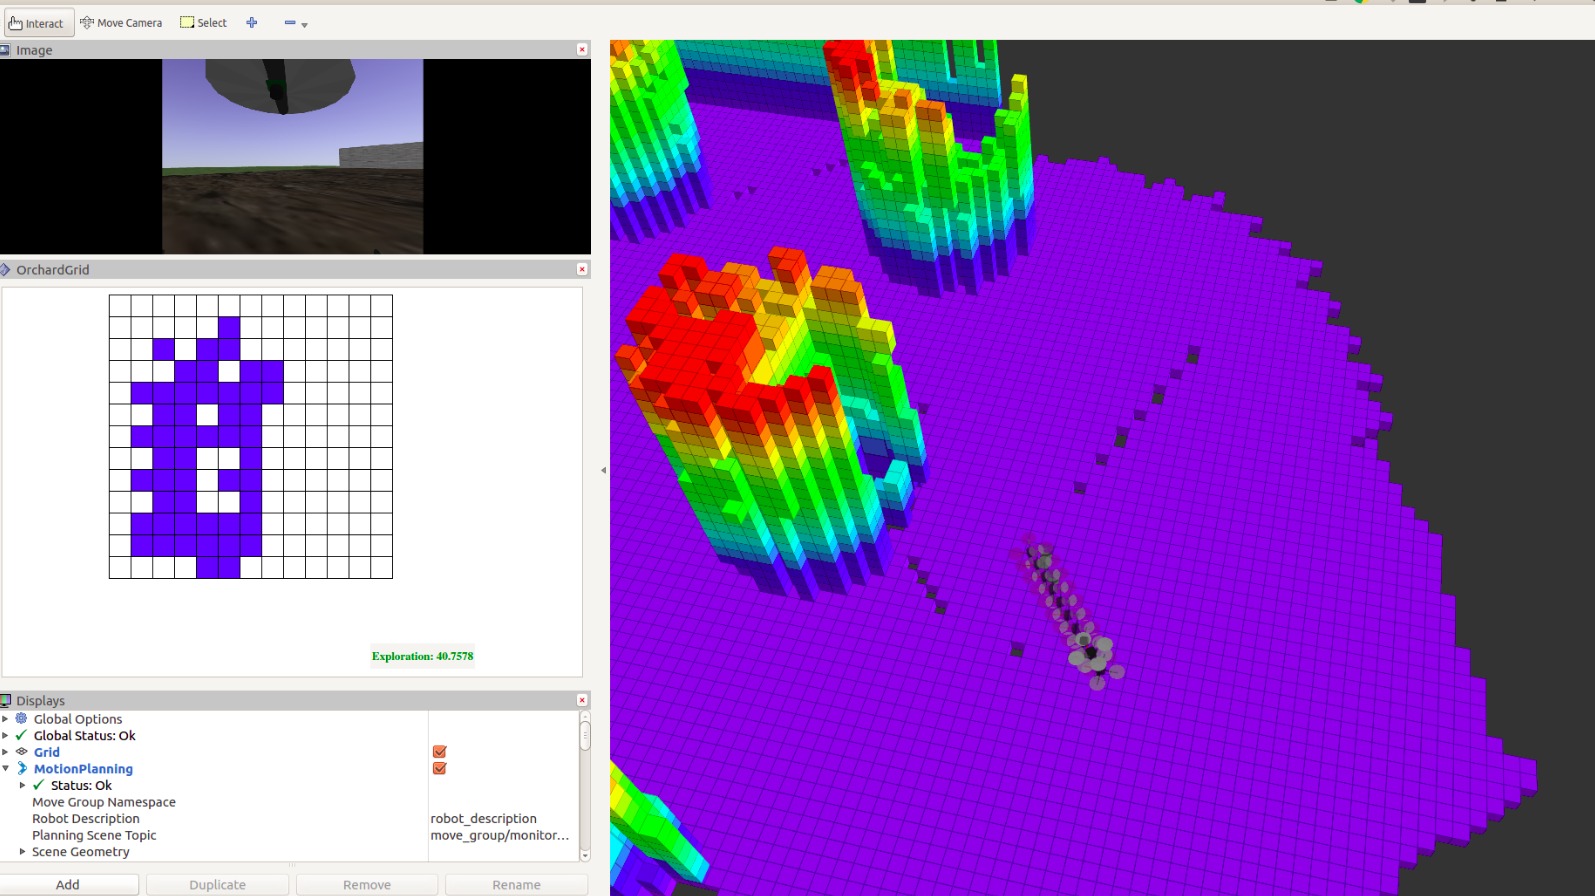 Interact Move Camera Select
Image
OrchardGrid
Exploration: 40.7578
Displays
Global Options
Global Status: Ok
Grid
MotionPlanning
Status: Ok
Move Group Namespace
Robot Description robot_description
Planning Scene Topic move_group/monitor...
Scene Geometry
Add Duplicate Remove Rename